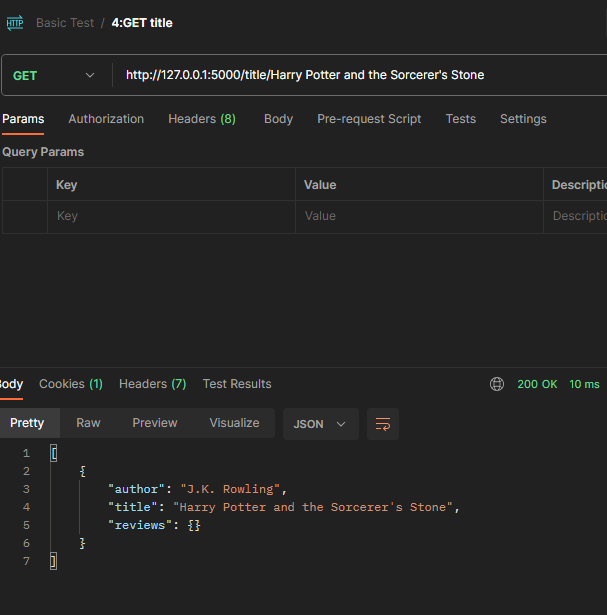 HTTP Basic Test / 4:GET title
GET http://127.0.0.1:5000/title/Harry Potter and the Sorcerer's Stone
Params Authorization Headers (8) Body Pre-request Script Tests Settings
Query Params
Key Value Descriptio
Key Value Descriptio
Body Cookies (1) Headers (7) Test Results 200 OK 10 ms
Pretty Raw Preview Visualize JSON
1 [
2 {
3 "author": "J.K. Rowling",
4 "title": "Harry Potter and the Sorcerer's Stone",
5 "reviews": {}
6 }
7 ]